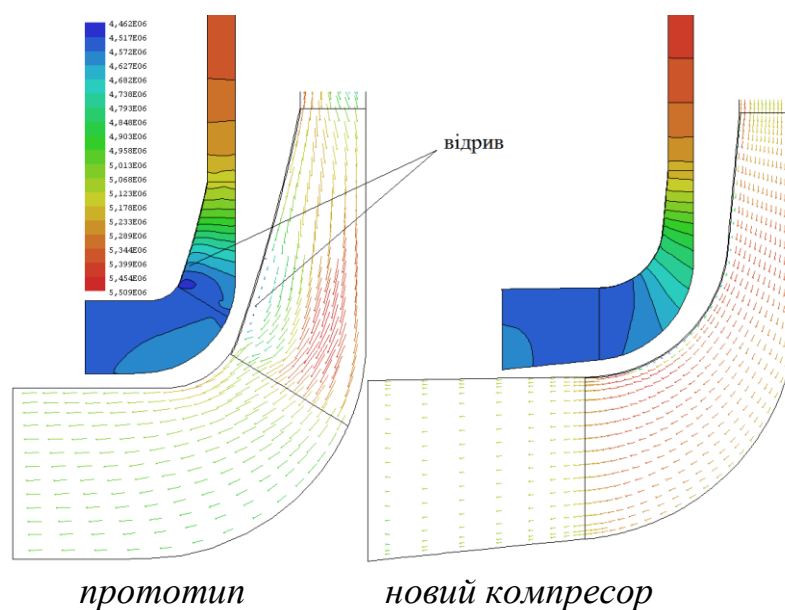 4,462E06
4,517E06
4,572E06
4,627E06
4,682E06
4,738E06
4,793E06
4,848E06
4,903E06
4,958E06
5,013E06
5,068E06
5,123E06
5,178E06
5,233E06
5,289E06
5,344E06
5,399E06
5,454E06
5,509E06
відрив
прототип
новий компресор